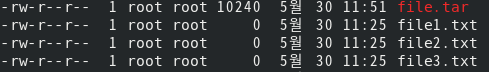 -rw-r--r--  1 root root 10240  5월 30 11:51 file.tar
-rw-r--r--  1 root root     0  5월 30 11:25 file1.txt
-rw-r--r--  1 root root     0  5월 30 11:25 file2.txt
-rw-r--r--  1 root root     0  5월 30 11:25 file3.txt